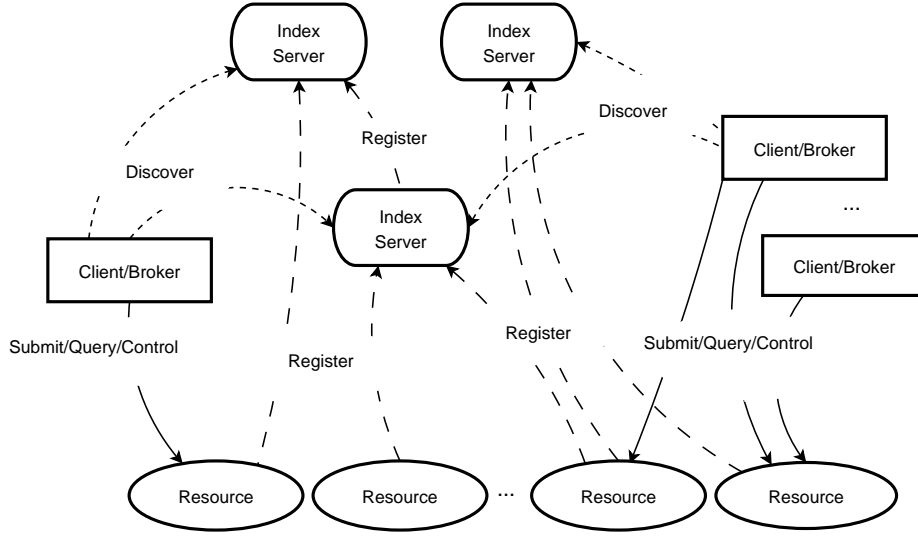 Index
Server
Index
Server
Discover
Register
Client/Broker
Discover
...
Index
Server
Client/Broker
Client/Broker
Submit/Query/Control
Register
Register
Submit/Query/Control
Resource
Resource
...
Resource
Resource